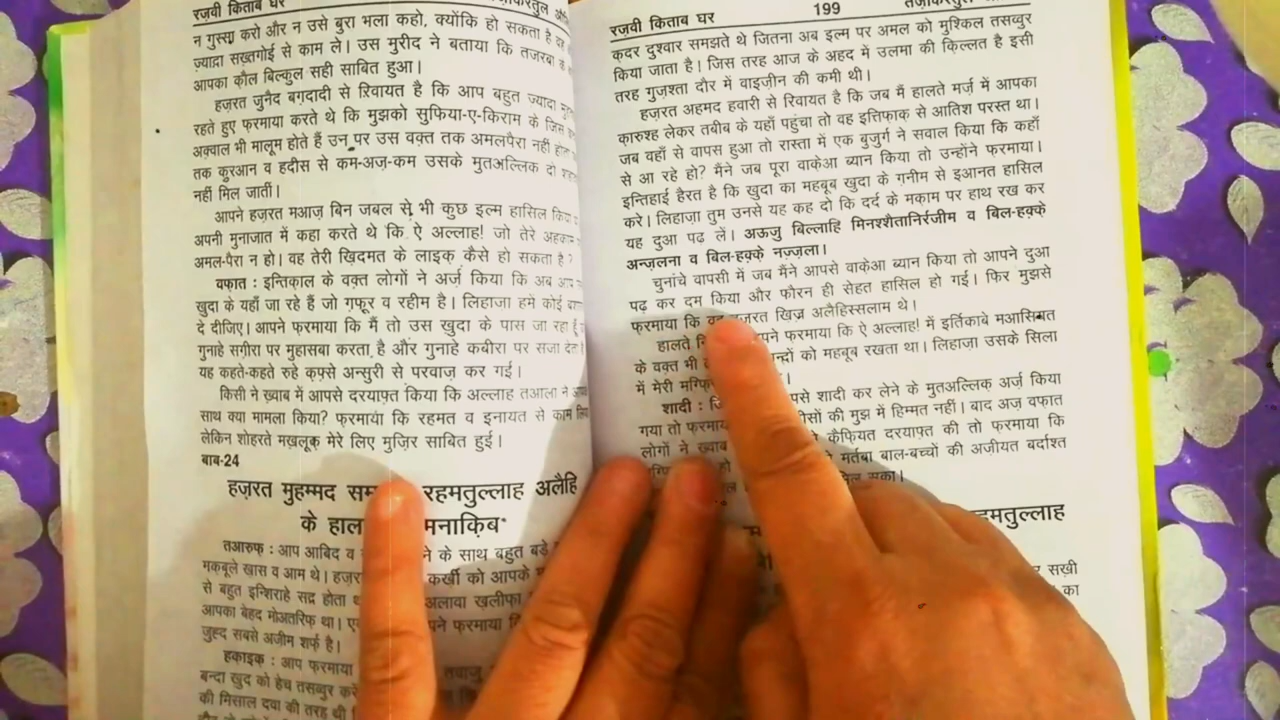 रज़वी किताब घर
न गुस्सा करो और न उसे बुरा भला कहो, क्योंकि हो सकता है वह
ज़्यादा सख़्तगोई से काम ले। उस मुरीद ने बताया कि तजरबा के
आपका क़ौल बिल्कुल सही साबित हुआ।
हज़रत जुनैद बग़दादी से रिवायत है कि आप बहुत ज्यादा
रहते हुए फ़रमाया करते थे कि मुझको सुफिया-ए-किराम के जिस
अक़्वाल भी मालूम होते हैं उन पर उस वक़्त तक अमलपैरा नहीं होता
तक क़ुरआन व हदीस से कम-अज़-कम उसके मुतअल्लिक दो
नहीं मिल जातीं।
आपने हज़रत मआज़ बिन जबल से भी कुछ इल्म हासिल किया
अपनी मुनाजात में कहा करते थे कि ऐ अल्लाह! जो तेरे अहकाम
अमल-पैरा न हो। वह तेरी ख़िदमत के लाइक़ कैसे हो सकता है?
वफ़ात : इन्तिक़ाल के वक़्त लोगों ने अर्ज़ किया कि अब आप
खुदा के यहाँ जा रहे हैं जो ग़फ़ूर व रहीम है। लिहाजा हमें कोई
दे दीजिए। आपने फ़रमाया कि मैं तो उस खुदा के पास जा रहा हूँ
गुनाहे सग़ीरा पर मुहासबा करता है और गुनाहे कबीरा पर सजा देता
यह कहते-कहते रुहे क़फ़्से अन्सुरी से परवाज़ कर गई।
किसी ने ख़्वाब में आपसे दरयाफ़्त किया कि अल्लाह तआला ने
साथ क्या मामला किया? फ़रमाया कि रहमत व इनायत से काम लिया
लेकिन शोहरते मख़लूक़ मेरे लिए मुज़िर साबित हुई।
बाब-24
हज़रत मुहम्मद रहमतुल्लाह अलैहि
के मनाक़िब
तआरुफ़ : आप आबिद व के साथ बहुत बड़े
मक़बूले ख़ास व आम थे। कर्खी को आपके
से बहुत इन्शिराहे सद्र होता अलावा ख़लीफ़ा
आपका बेहद मोअतरिफ़ था। फ़रमाया
ज़ुह्द सबसे अजीम शर्फ़ है।
हक़ाइक़ : आप फ़रमाया
बन्दा खुद को हेच तसव्वुर
की मिसाल दवा की तरह थी
रज़वी किताब घर 199
क़दर दुश्वार समझते थे जितना अब इल्म पर अमल को मुश्किल तसव्वुर
किया जाता है। जिस तरह आज के अहद में उलमा की क़िल्लत है इसी
तरह गुज़श्ता दौर में वाइज़ीन की कमी थी।
हज़रत अहमद हवारी से रिवायत है कि जब मैं हालते मर्ज़ में आपका
क़ारुरुह लेकर तबीब के यहाँ पहुंचा तो वह इत्तिफ़ाक़ से आतिश परस्त था।
जब वहाँ से वापस हुआ तो रास्ता में एक बुजुर्ग ने सवाल किया कि कहाँ
से आ रहे हो? मैंने जब पूरा वाकेआ ब्यान किया तो उन्होंने फ़रमाया।
इन्तिहाई हैरत है कि खुदा का महबूब खुदा के ग़नीम से इआनत हासिल
करे। लिहाज़ा तुम उनसे यह कह दो कि दर्द के मक़ाम पर हाथ रख कर
यह दुआ पढ़ लें। अऊजु बिल्लाहि मिनश्शैतानिर्रजीम व बिल-हक़्क़े
अन्ज़लना व बिल-हक़्क़े नज़्ज़ला।
चुनांचे वापसी में जब मैंने आपसे वाकेआ ब्यान किया तो आपने दुआ
पढ़ कर दम किया और फौरन ही सेहत हासिल हो गई। फिर मुझसे
फ़रमाया कि हज़रत ख़िज्र अलैहिस्सलाम थे।
हालते फ़रमाया कि ऐ अल्लाह! में इर्तिकाबे मआसियत
के वक़्त भी को महबूब रखता था। लिहाजा उसके सिला
में मेरी
शादी : शादी कर लेने के मुतअल्लिक़ अर्ज़ किया
गया तो की मुझ में हिम्मत नहीं। बाद अज़ वफ़ात
लोगों ने ख़्वाब कैफ़ियत दरयाफ़्त की तो फ़रमाया कि
मर्तबा बाल-बच्चों की अज़ीयत बर्दाश्त
सका।
सख़ी
का